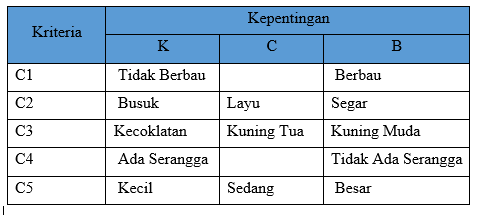 Kriteria Kepentingan
K C B
C1 Tidak Berbau Berbau
C2 Busuk Layu Segar
C3 Kecoklatan Kuning Tua Kuning Muda
C4 Ada Serangga Tidak Ada Serangga
C5 Kecil Sedang Besar